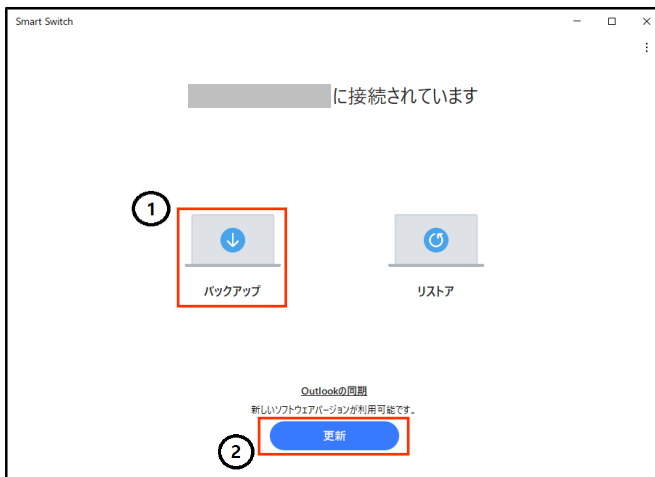 Smart Switch
に接続されています
1
バックアップ
リストア
Outlookの同期
新しいソフトウェアバージョンが利用可能です。
更新
2